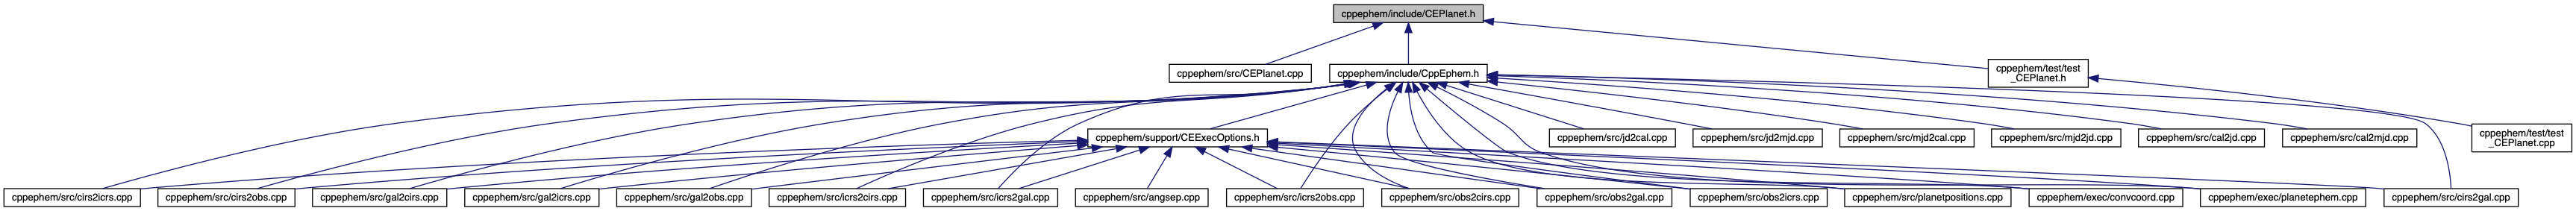 cppephem/include/CEPlanet.h
cppephem/src/CEPlanet.cpp
cppephem/include/CppEphem.h
cppephem/test/test
_CEPlanet.h
cppephem/support/CEExecOptions.h
cppephem/src/jd2cal.cpp
cppephem/src/jd2mjd.cpp
cppephem/src/mjd2cal.cpp
cppephem/src/mjd2jd.cpp
cppephem/src/cal2jd.cpp
cppephem/src/cal2mjd.cpp
cppephem/test/test
_CEPlanet.cpp
cppephem/src/cirs2icrs.cpp
cppephem/src/cirs2obs.cpp
cppephem/src/gal2cirs.cpp
cppephem/src/gal2icrs.cpp
cppephem/src/gal2obs.cpp
cppephem/src/icrs2cirs.cpp
cppephem/src/icrs2gal.cpp
cppephem/src/angsep.cpp
cppephem/src/icrs2obs.cpp
cppephem/src/obs2cirs.cpp
cppephem/src/obs2gal.cpp
cppephem/src/obs2icrs.cpp
cppephem/src/planetpositions.cpp
cppephem/exec/convcoord.cpp
cppephem/exec/planetephem.cpp
cppephem/src/cirs2gal.cpp